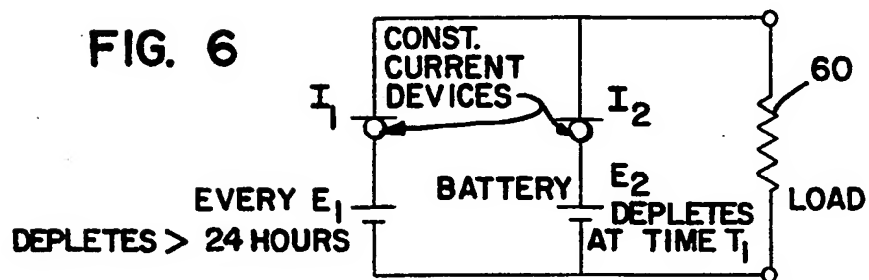 FIG. 6
CONST.
CURRENT
DEVICES
I1
I2
60
EVERY E1
DEPLETES > 24 HOURS
BATTERY
E2
DEPLETES
AT TIME T1
LOAD